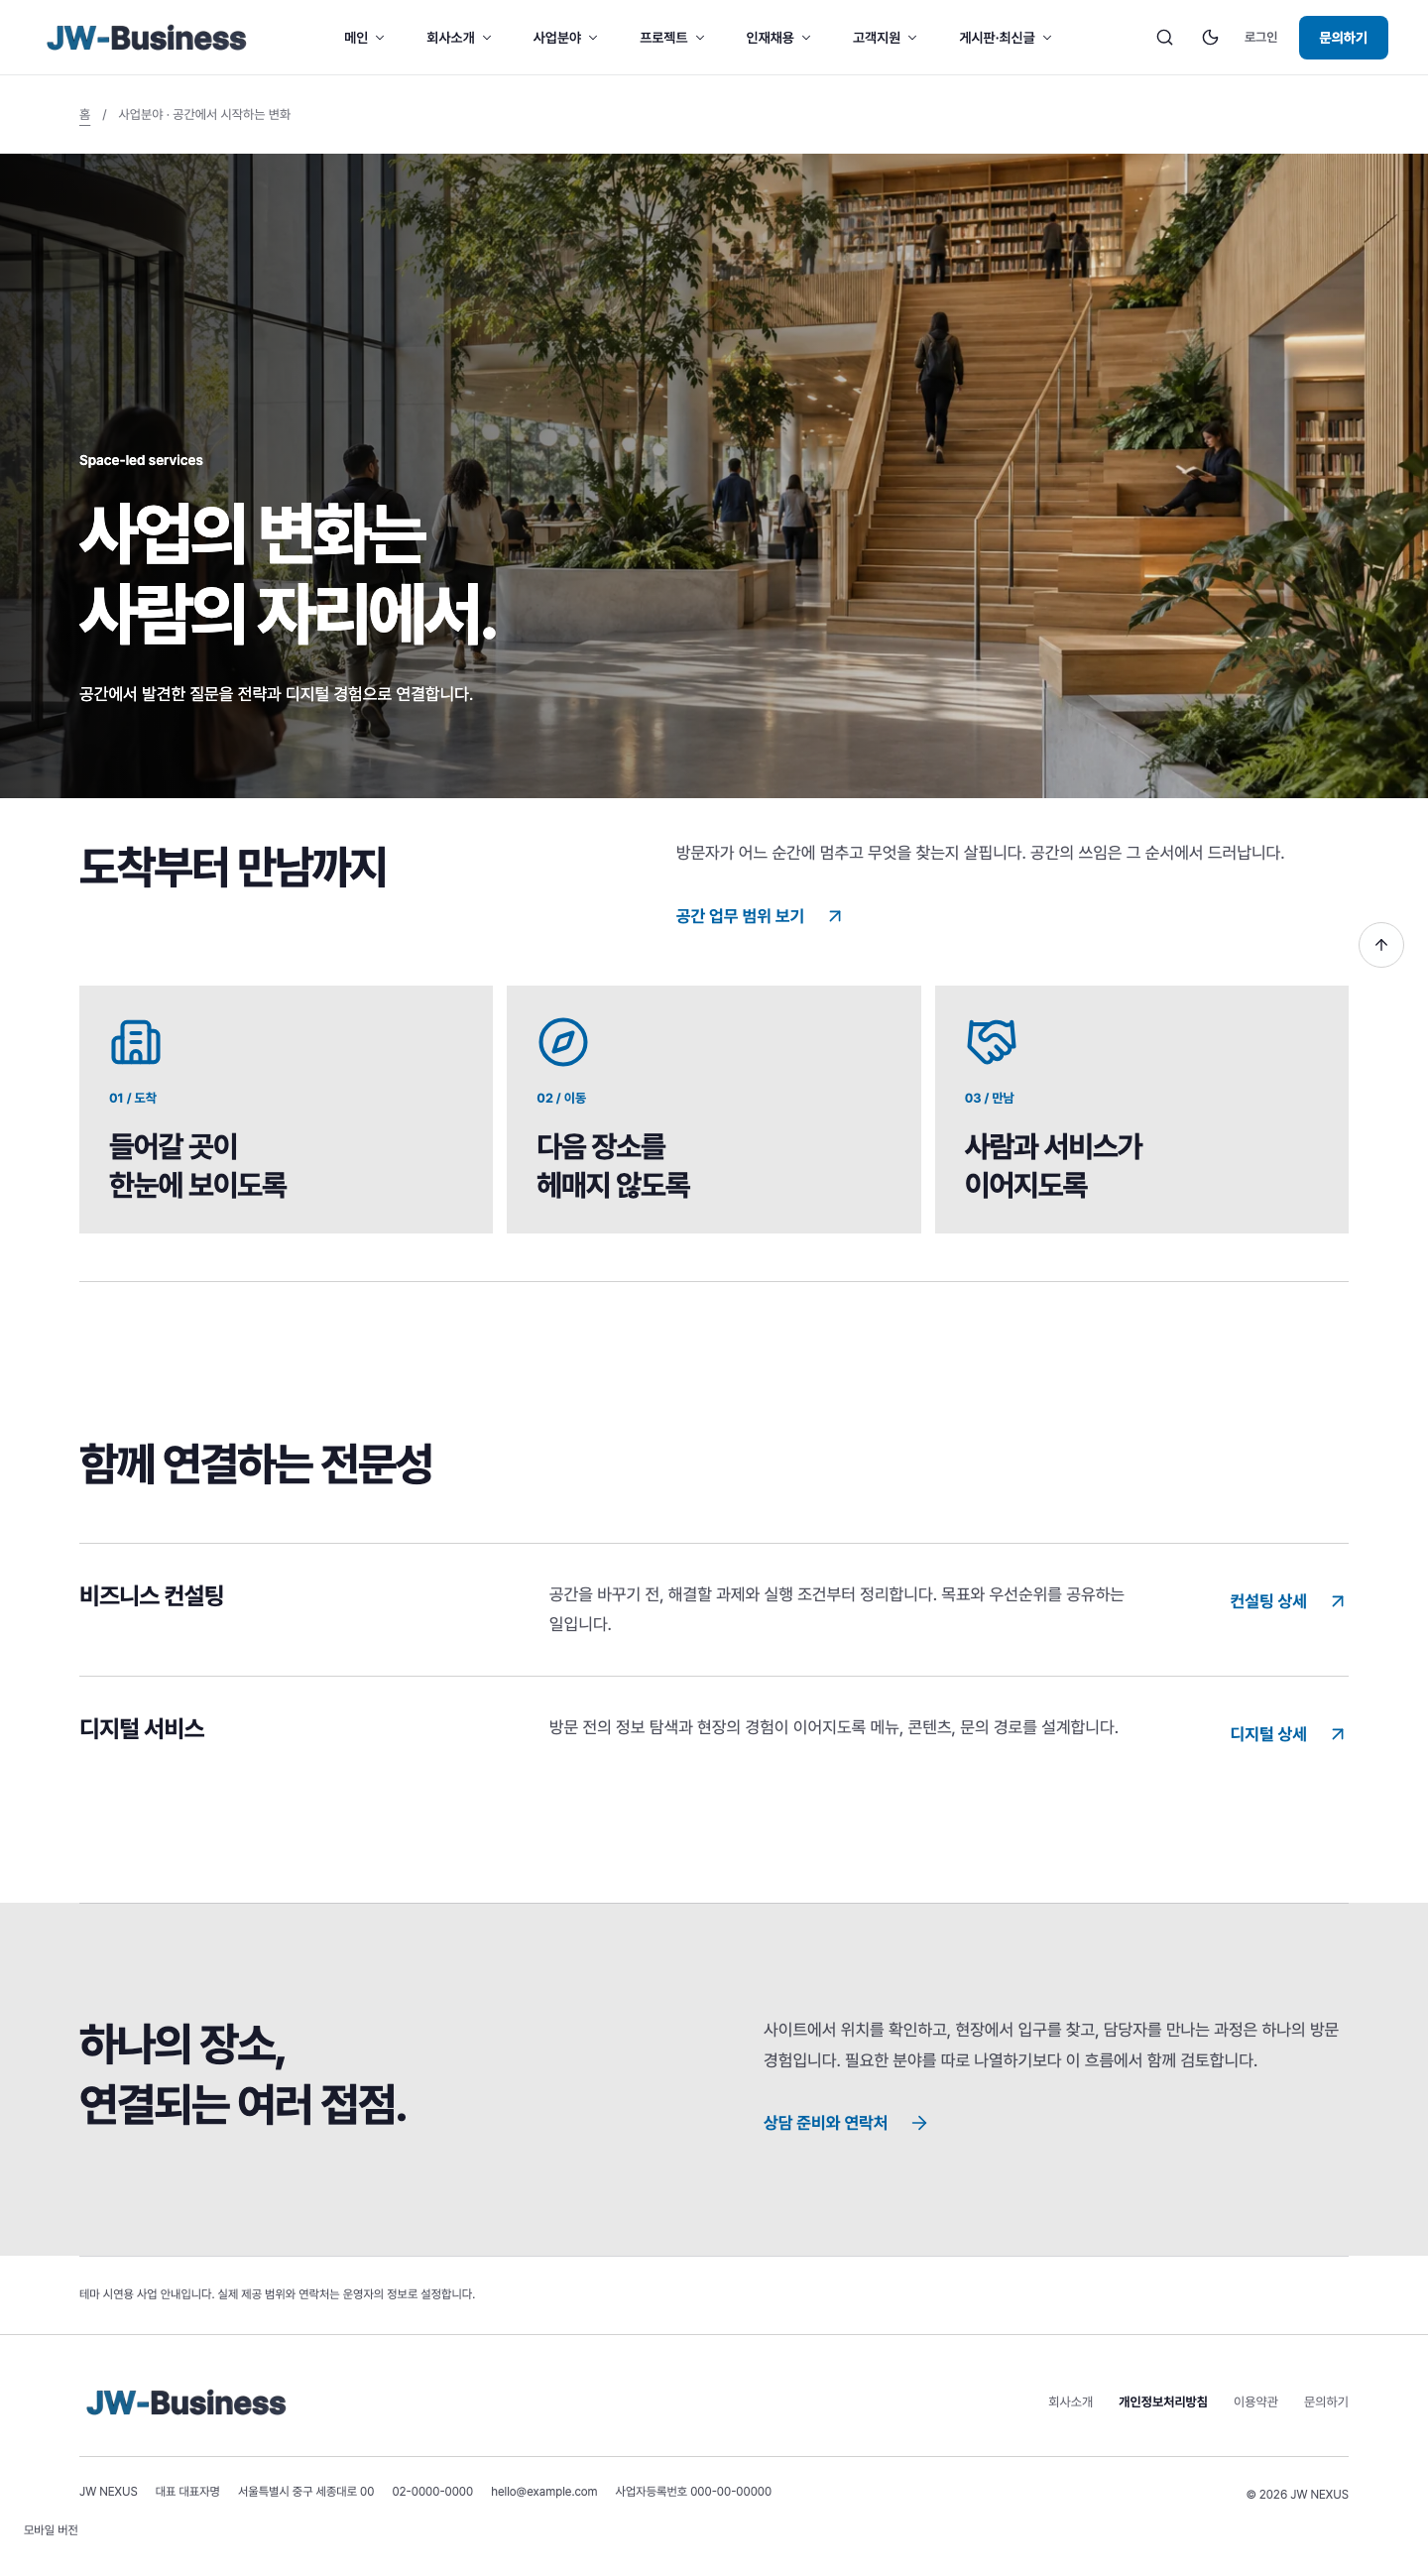 JW-Business
메인
회사소개
사업분야
프로젝트
인재채용
고객지원
게시판·최신글
로그인
문의하기
홈 / 사업분야 · 공간에서 시작하는 변화
Space-led services
사업의 변화는
사람의 자리에서.
공간에서 발견한 질문을 전략과 디지털 경험으로 연결합니다.
도착부터 만남까지
방문자가 어느 순간에 멈추고 무엇을 찾는지 살핍니다. 공간의 쓰임은 그 순서에서 드러납니다.
공간 업무 범위 보기
01 / 도착
들어갈 곳이
한눈에 보이도록
02 / 이동
다음 장소를
헤매지 않도록
03 / 만남
사람과 서비스가
이어지도록
함께 연결하는 전문성
비즈니스 컨설팅
공간을 바꾸기 전, 해결할 과제와 실행 조건부터 정리합니다. 목표와 우선순위를 공유하는
일입니다.
컨설팅 상세
디지털 서비스
방문 전의 정보 탐색과 현장의 경험이 이어지도록 메뉴, 콘텐츠, 문의 경로를 설계합니다.
디지털 상세
하나의 장소,
연결되는 여러 접점.
사이트에서 위치를 확인하고, 현장에서 입구를 찾고, 담당자를 만나는 과정은 하나의 방문
경험입니다. 필요한 분야를 따로 나열하기보다 이 흐름에서 함께 검토합니다.
상담 준비와 연락처
테마 시연용 사업 안내입니다. 실제 제공 범위와 연락처는 운영자의 정보로 설정합니다.
JW-Business
회사소개
개인정보처리방침
이용약관
문의하기
JW NEXUS 대표 대표자명 서울특별시 중구 세종대로 00 02-0000-0000 hello@example.com 사업자등록번호 000-00-00000
© 2026 JW NEXUS
모바일 버전